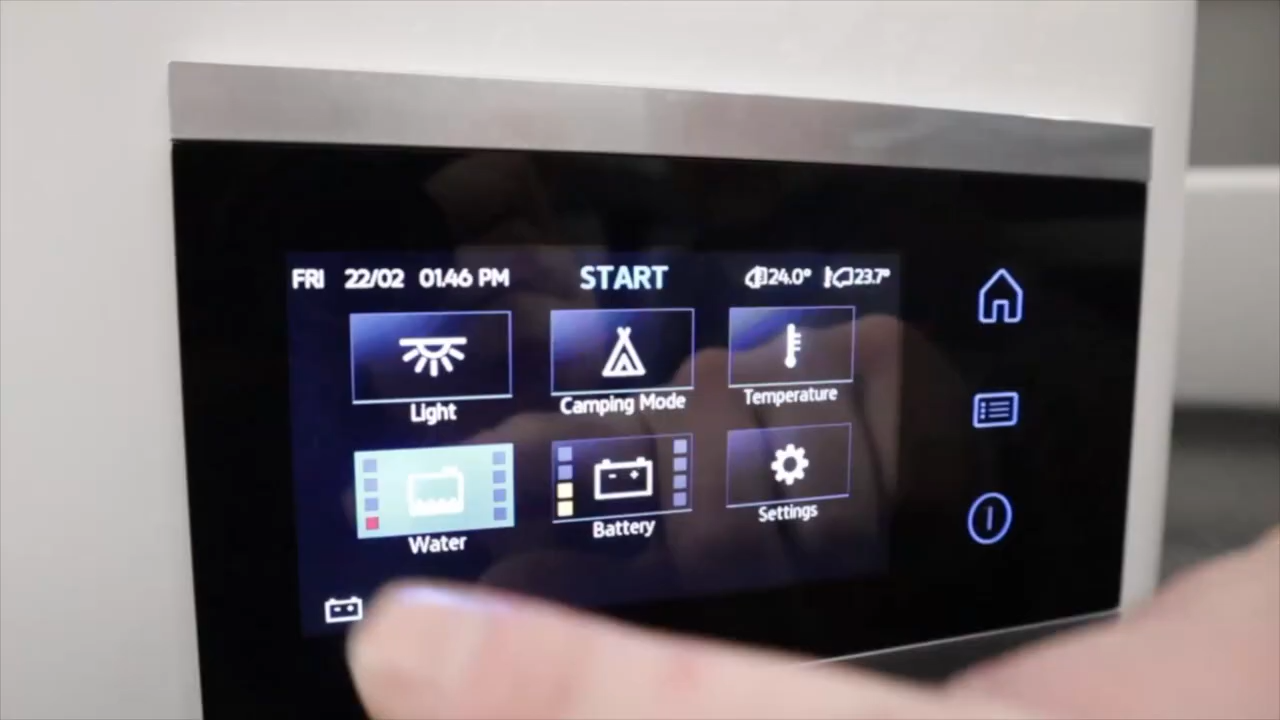 FRI 22/02 01.46 PM START 24.0° 23.7°
Light Camping Mode Temperature
Water Battery Settings